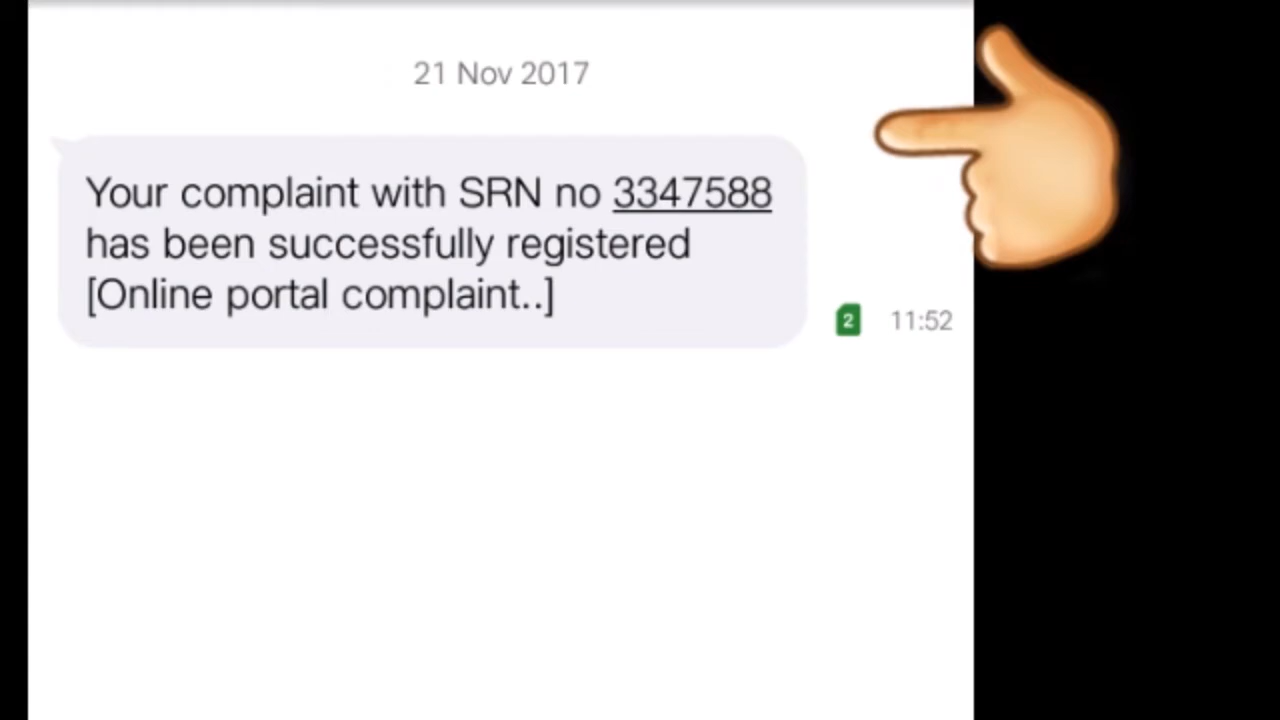 21 Nov 2017
Your complaint with SRN no 3347588
has been successfully registered
[Online portal complaint..]
2 11:52